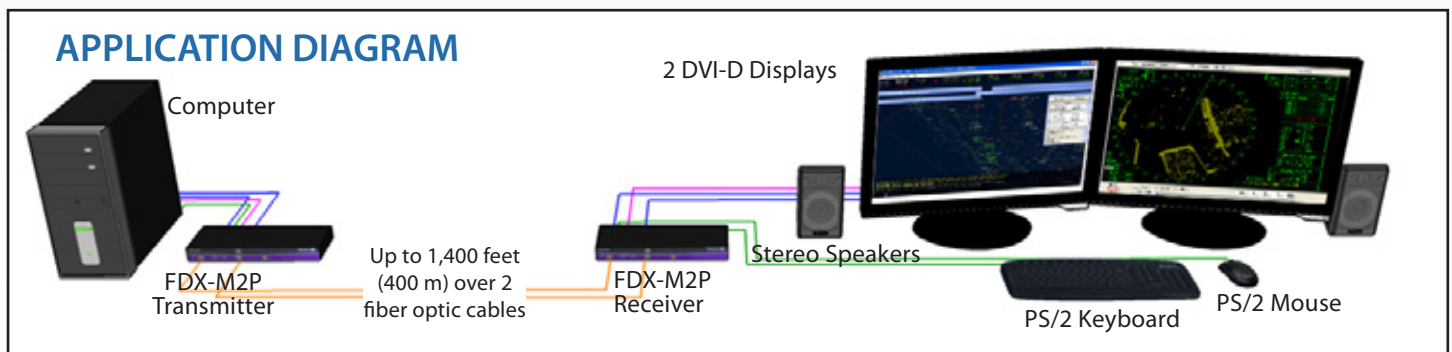 APPLICATION DIAGRAM
Computer
2 DVI-D Displays
FDX-M2P
Transmitter
Up to 1,400 feet
(400 m) over 2
fiber optic cables
FDX-M2P
Receiver
Stereo Speakers
PS/2 Keyboard
PS/2 Mouse